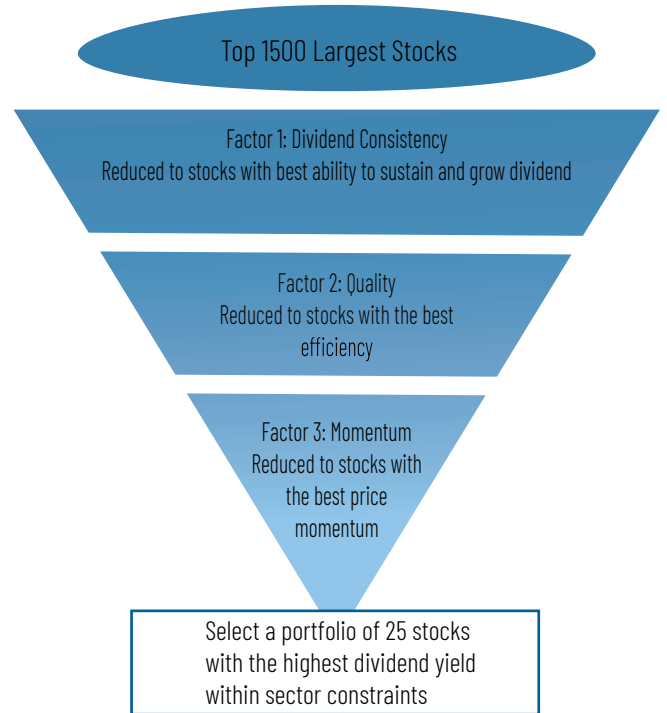 Top 1500 Largest Stocks
Factor 1: Dividend Consistency
Reduced to stocks with best ability to sustain and grow dividend
Factor 2: Quality
Reduced to stocks with the best
efficiency
Factor 3: Momentum
Reduced to stocks with
the best price
momentum
Select a portfolio of 25 stocks
with the highest dividend yield
within sector constraints